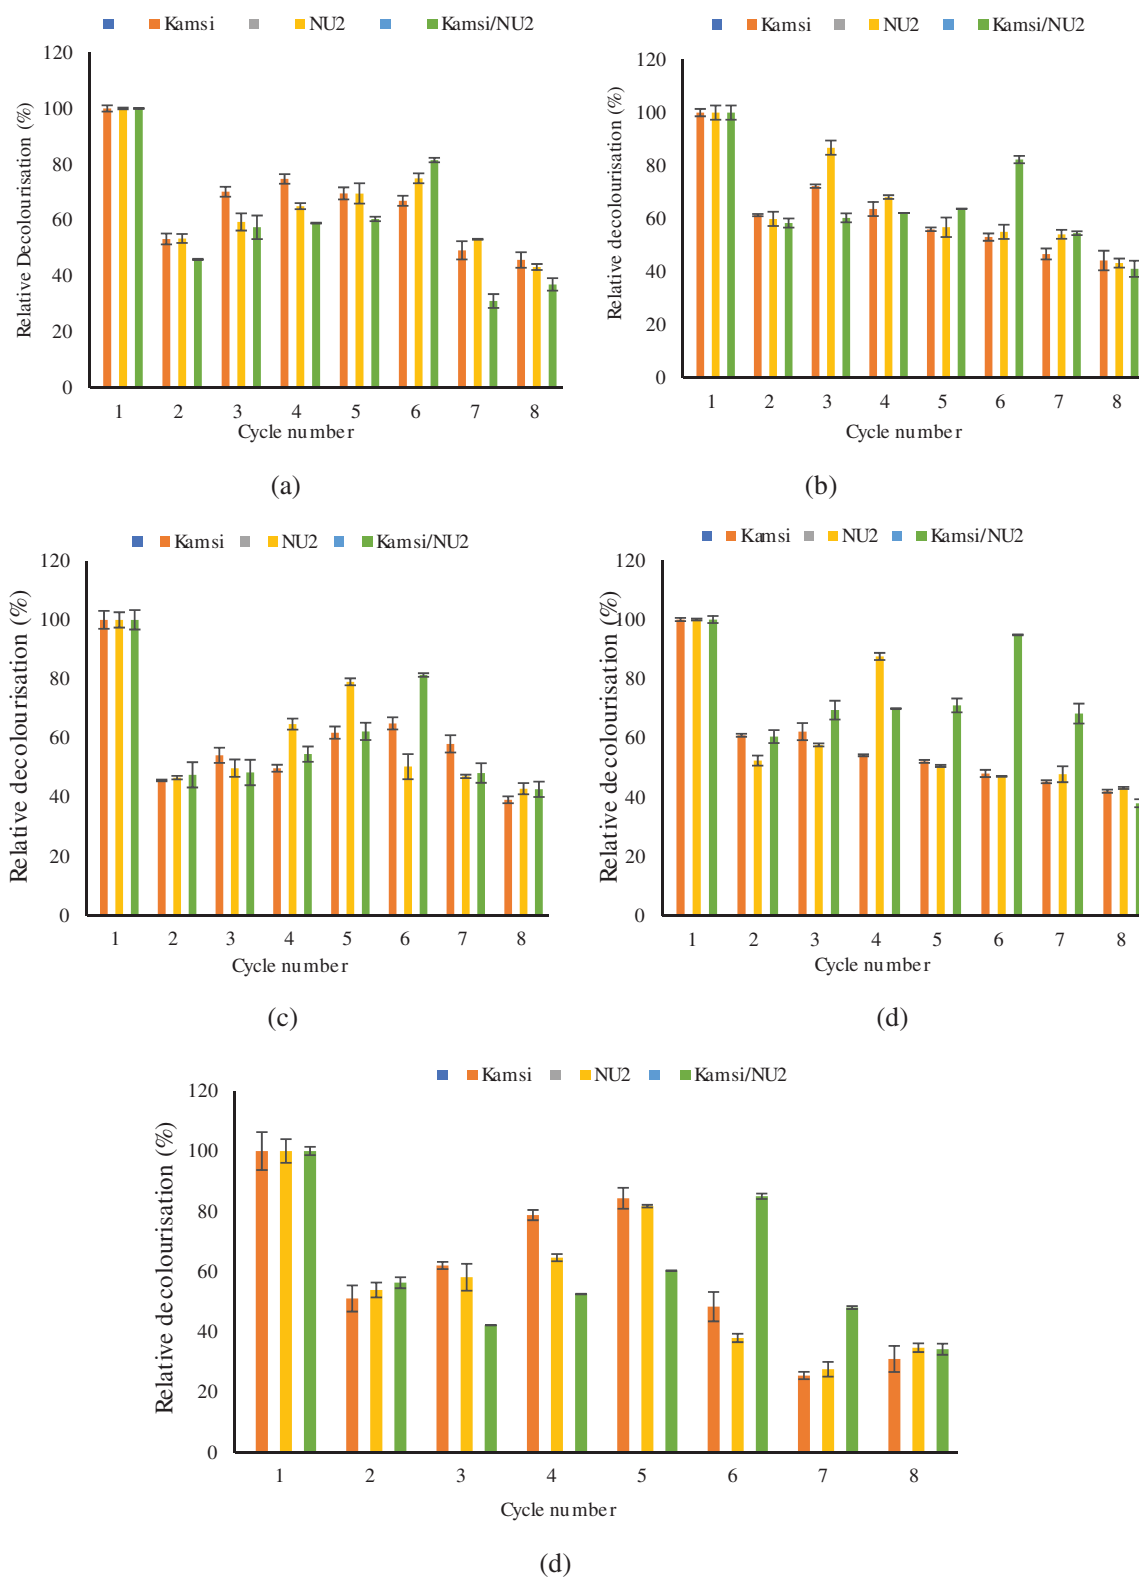 Kamsi NU2 Kamsi/NU2
Relative Decolourisation (%)
120
100
80
60
40
20
0
1 2 3 4 5 6 7 8
Cycle number
(a)
Kamsi NU2 Kamsi/NU2
Relative decolourisation (%)
120
100
80
60
40
20
0
1 2 3 4 5 6 7 8
Cycle number
(b)
Kamsi NU2 Kamsi/NU2
Relative decolourisation (%)
120
100
80
60
40
20
0
1 2 3 4 5 6 7 8
Cycle number
(c)
Kamsi NU2 Kamsi/NU2
Relative decolourisation (%)
120
100
80
60
40
20
0
1 2 3 4 5 6 7 8
Cycle number
(d)
Kamsi NU2 Kamsi/NU2
Relative decolourisation (%)
120
100
80
60
40
20
0
1 2 3 4 5 6 7 8
Cycle number
(d)